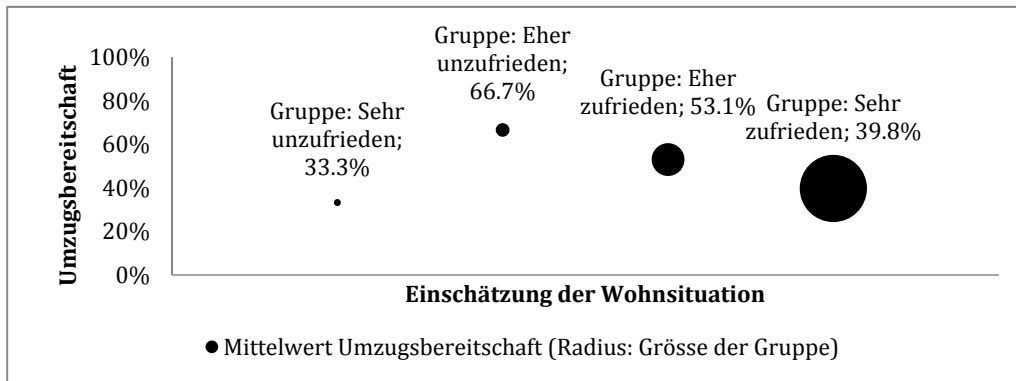 Gruppe: Eher
unzufrieden;
66.7%
Gruppe: Eher
zufrieden; 53.1%
Gruppe: Sehr
zufrieden; 39.8%
Gruppe: Sehr
unzufrieden;
33.3%
Umzugsbereitschaft
100%
80%
60%
40%
20%
0%
Einschätzung der Wohnsituation
Mittelwert Umzugsbereitschaft (Radius: Grösse der Gruppe)